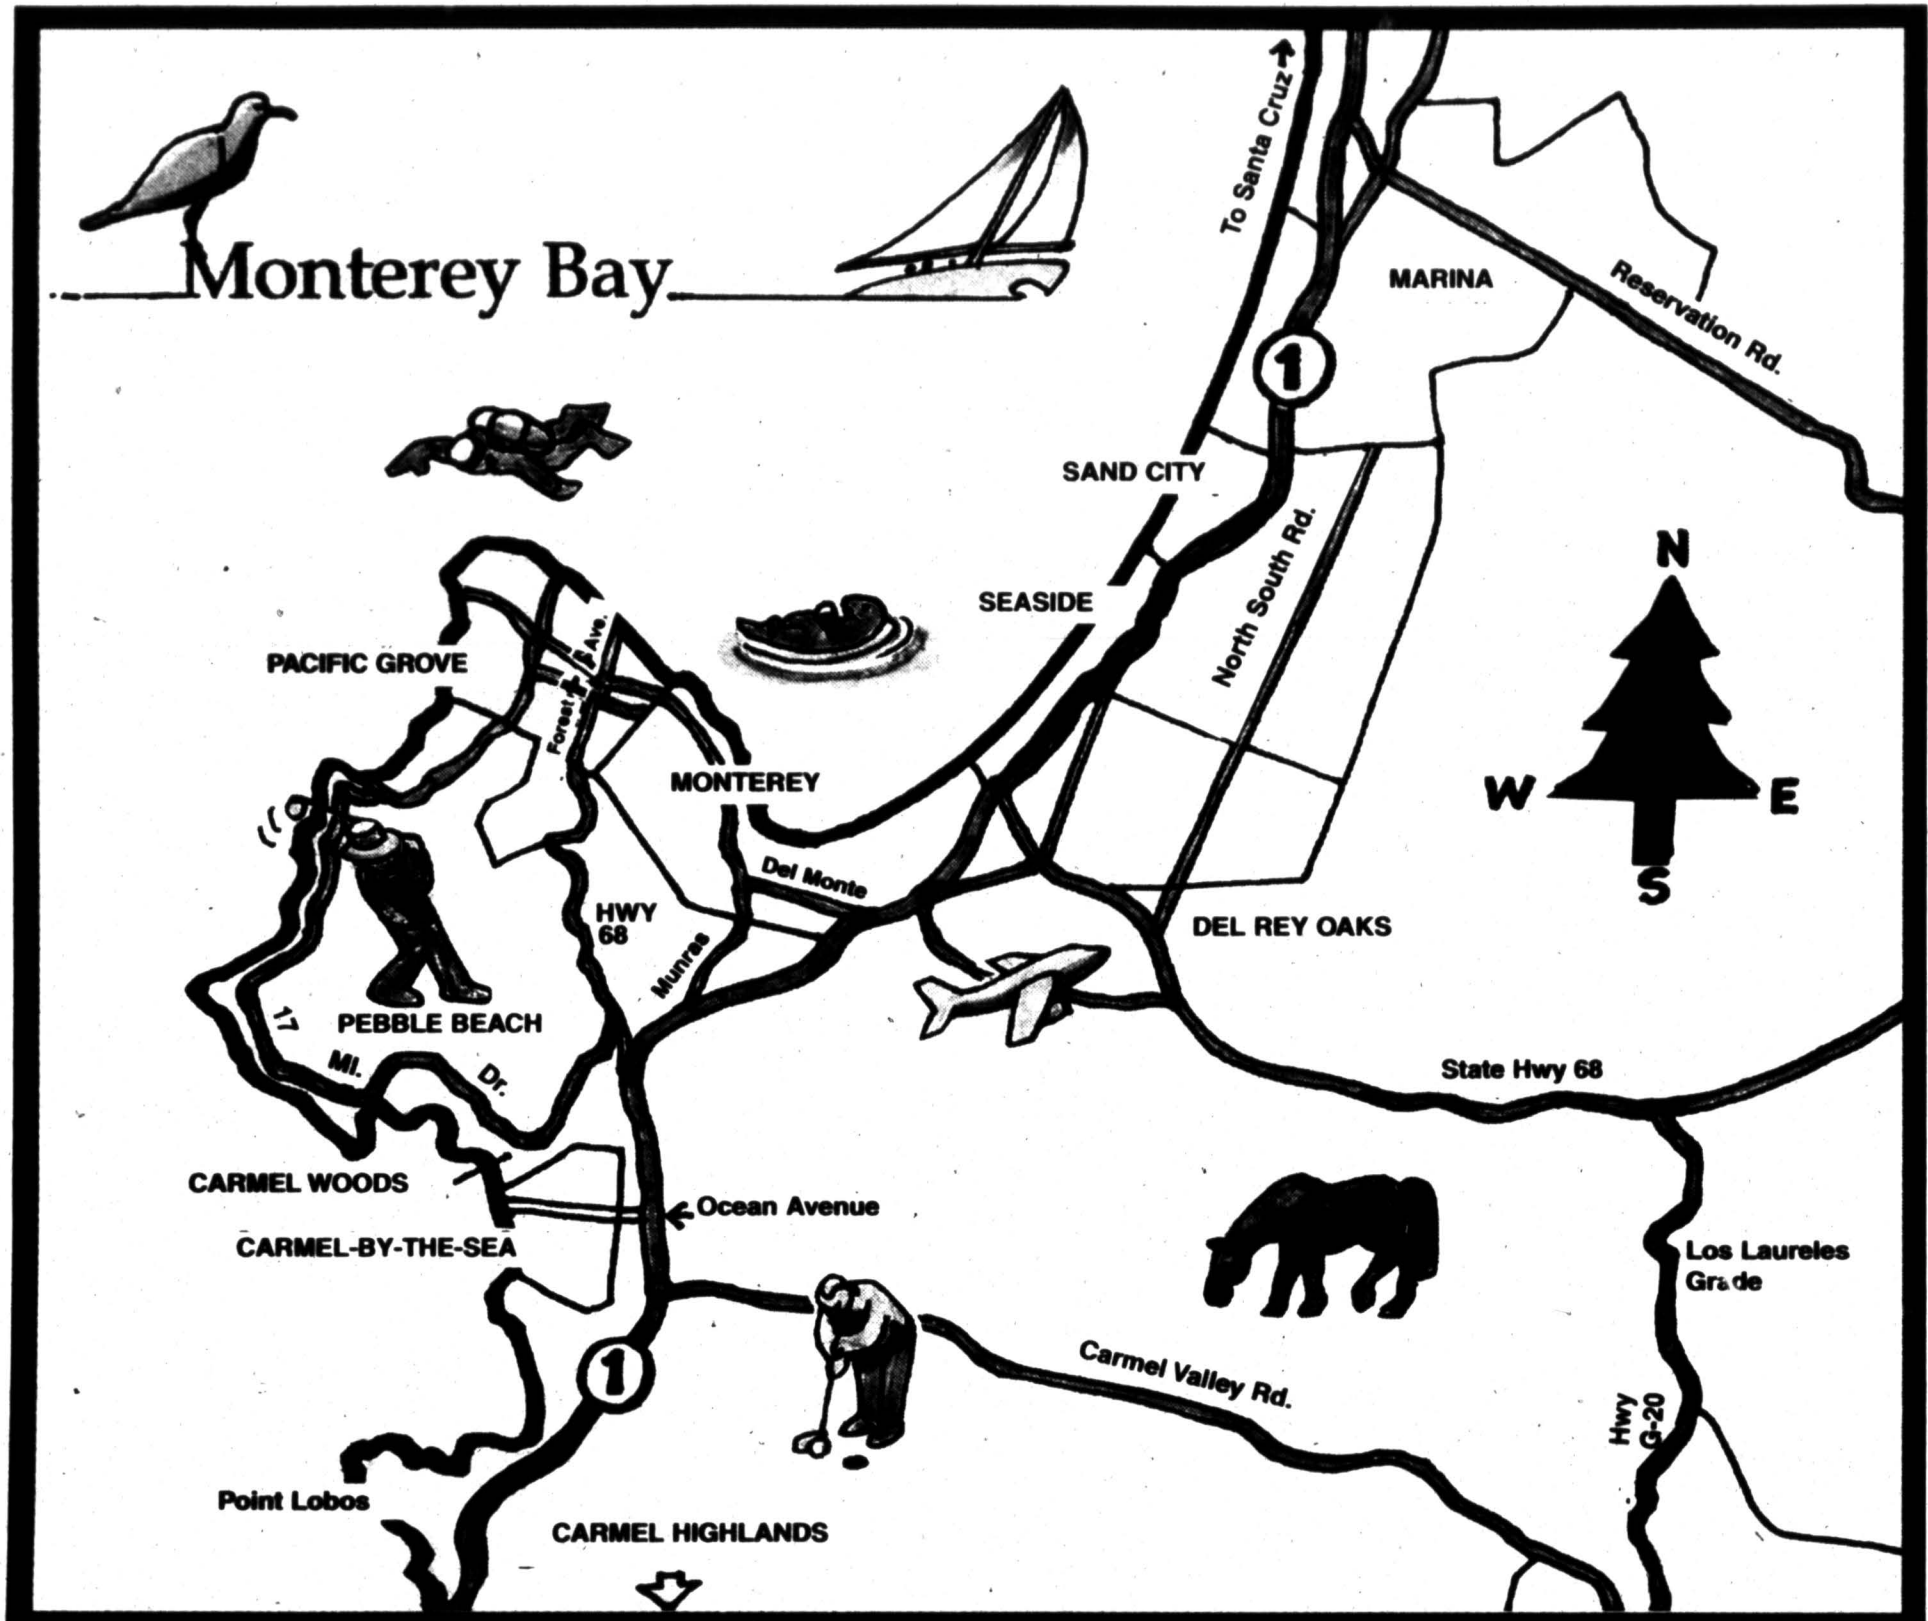 To Santa Cruz
Monterey Bay
MARINA
Reservation Rd.
1
SAND CITY
North South Rd.
N
SEASIDE
Ave.
PACIFIC GROVE
Forest
MONTEREY
W
E
Del Monte
S
HWY
68
DEL REY OAKS
Munras
17
PEBBLE BEACH
MI.
Dr.
State Hwy 68
CARMEL WOODS
Ocean Avenue
CARMEL-BY-THE-SEA
Los Laureles
Grade
1
Carmel Valley Rd.
Hwy
G-20
Point Lobos
CARMEL HIGHLANDS